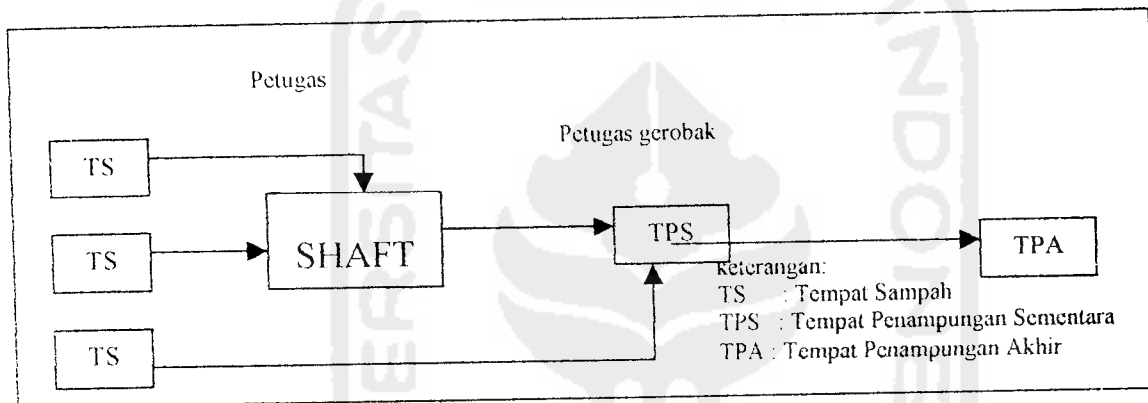 Petugas
Petugas gerobak
TS
SHAFT
TS
TPS
TPA
TS
keterangan:
TS : Tempat Sampah
TPS : Tempat Penampungan Sementara
TPA : Tempat Penampungan Akhir